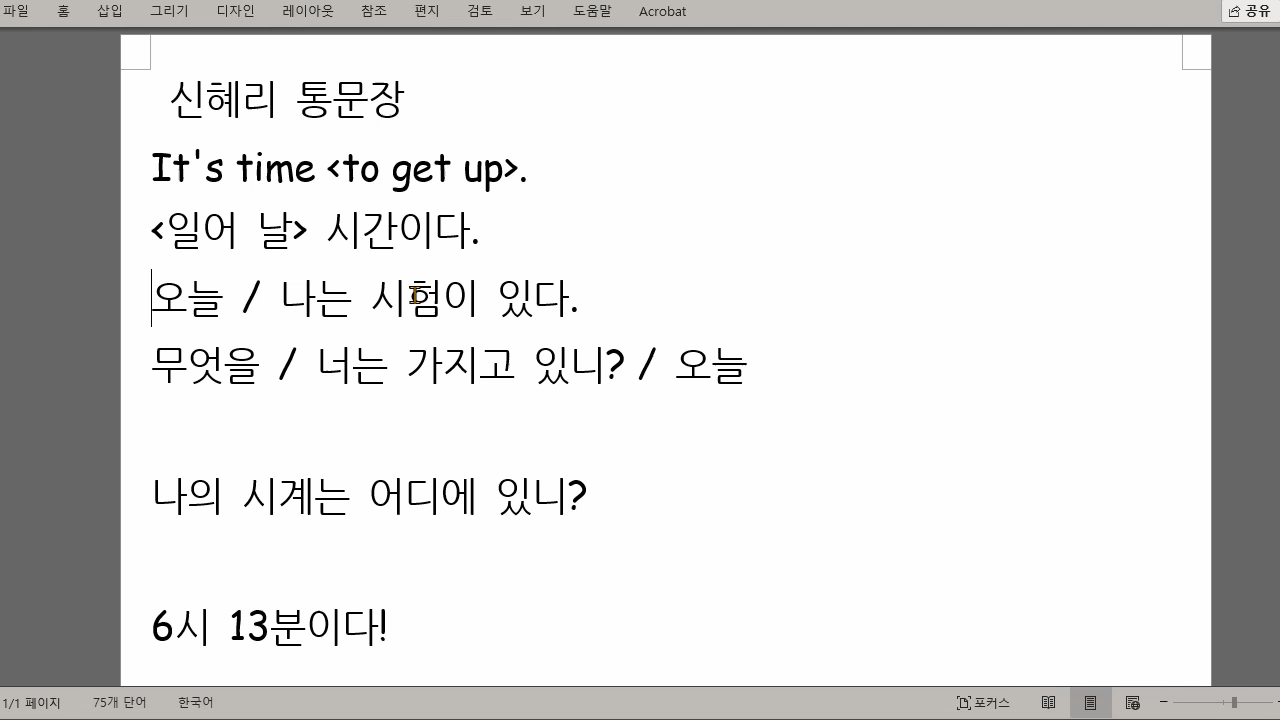 파일 홈 삽입 그리기 디자인 레이아웃 참조 편지 검토 보기 도움말 Acrobat 공유
신혜리 통문장
It's time <to get up>.
<일어 날> 시간이다.
오늘 / 나는 시험이 있다.
무엇을 / 너는 가지고 있니? / 오늘
나의 시계는 어디에 있니?
6시 13분이다!
1/1 페이지 75개 단어 한국어 포커스